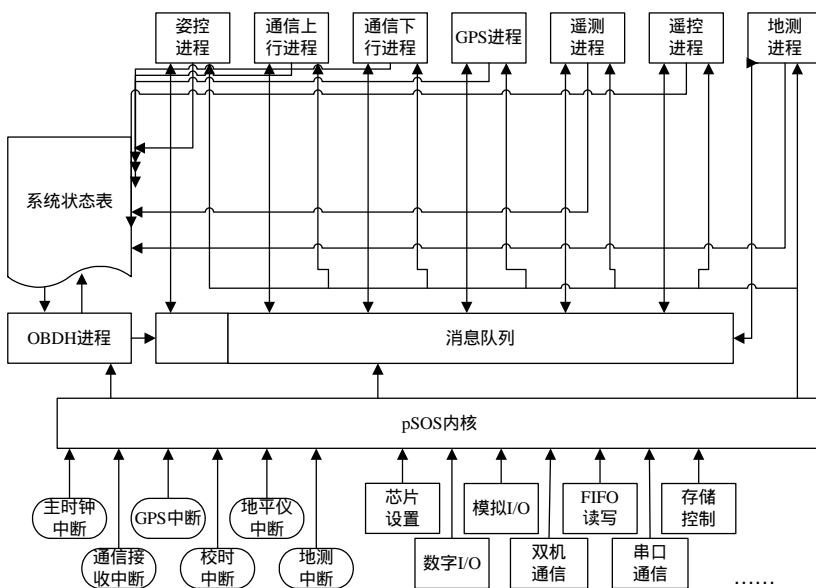 姿控
进程
通信上
行进程
通信下
行进程
GPS进程
遥测
进程
遥控
进程
地测
进程
系统状态表
OBDH进程
消息队列
pSOS内核
主时钟
中断
GPS中断
地平仪
中断
芯片
设置
模拟I/O
FIFO
读写
存储
控制
通信接
收中断
校时
中断
地测
中断
数字I/O
双机
通信
串口
通信
……